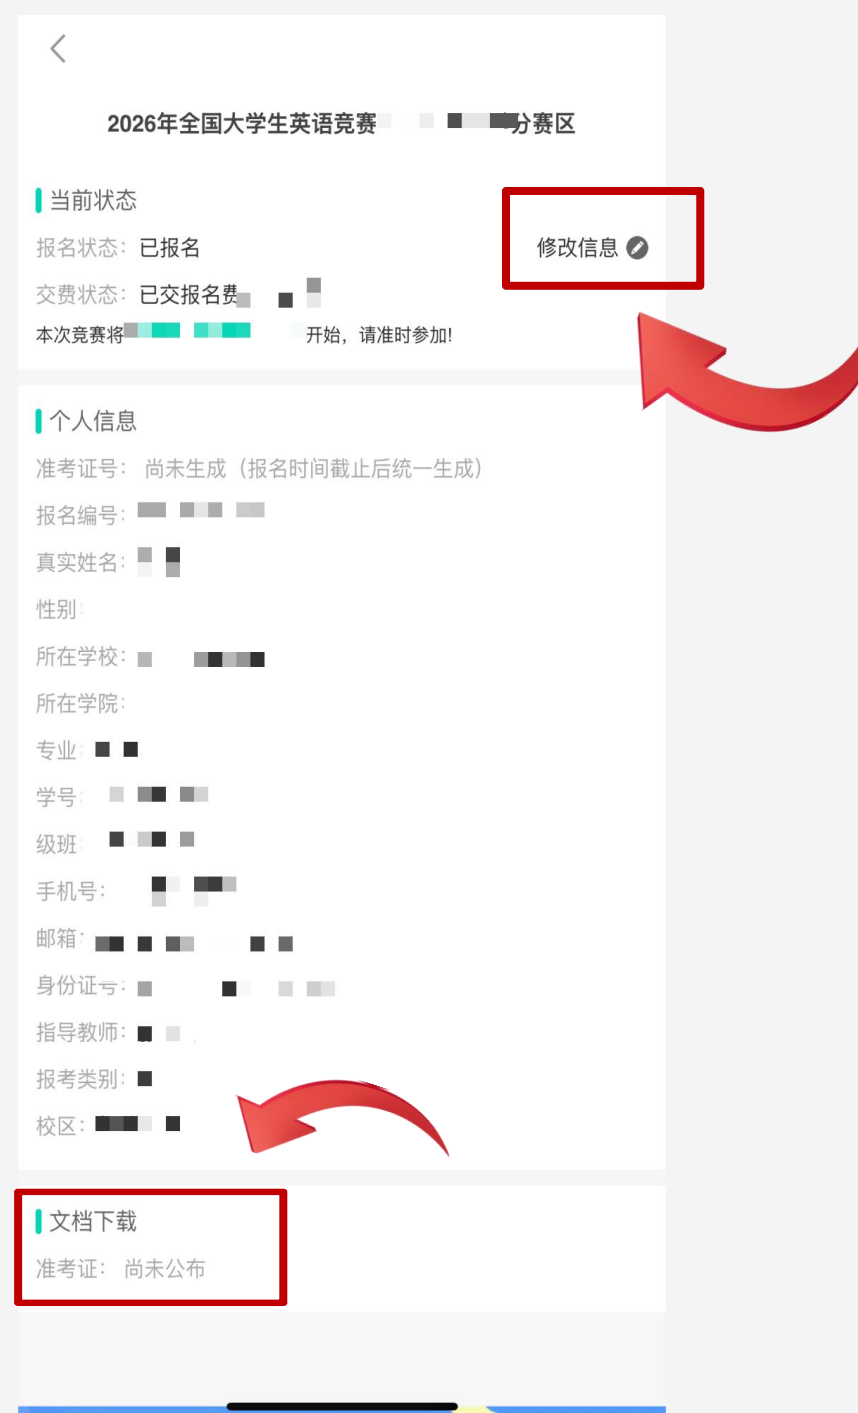 2026年全国大学生英语竞赛 分赛区
当前状态
报名状态: 已报名
修改信息
交费状态: 已交报名费
本次竞赛将 开始, 请准时参加!
个人信息
准考证号: 尚未生成（报名时间截止后统一生成）
报名编号:
真实姓名:
性别:
所在学校:
所在学院:
专业:
学号:
级班:
手机号:
邮箱:
身份证号:
指导教师:
报考类别:
校区:
文档下载
准考证: 尚未公布